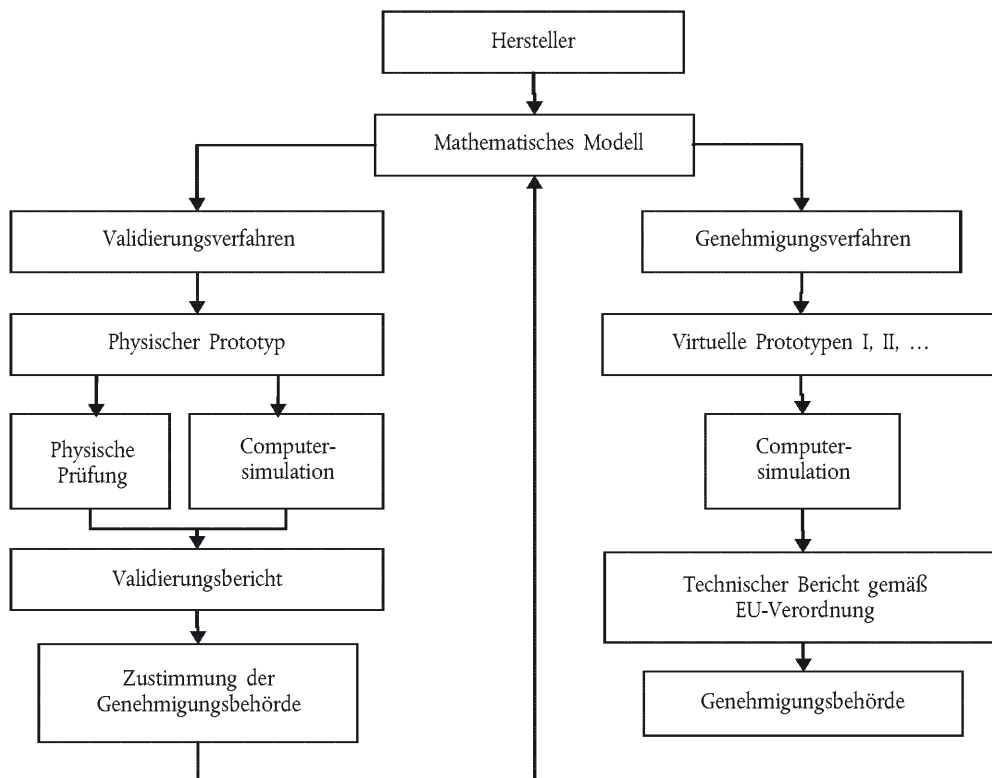 Hersteller
Mathematisches Modell
Validierungsverfahren
Genehmigungsverfahren
Physischer Prototyp
Virtuelle Prototypen I, II, …
Physische
Prüfung
Computer-
simulation
Computer-
simulation
Validierungsbericht
Technischer Bericht gemäß
EU-Verordnung
Zustimmung der
Genehmigungsbehörde
Genehmigungsbehörde